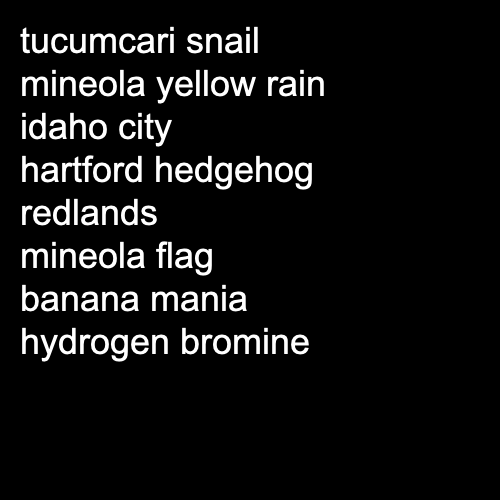 tucumcari snail
mineola yellow rain
idaho city
hartford hedgehog
redlands
mineola flag
banana mania
hydrogen bromine